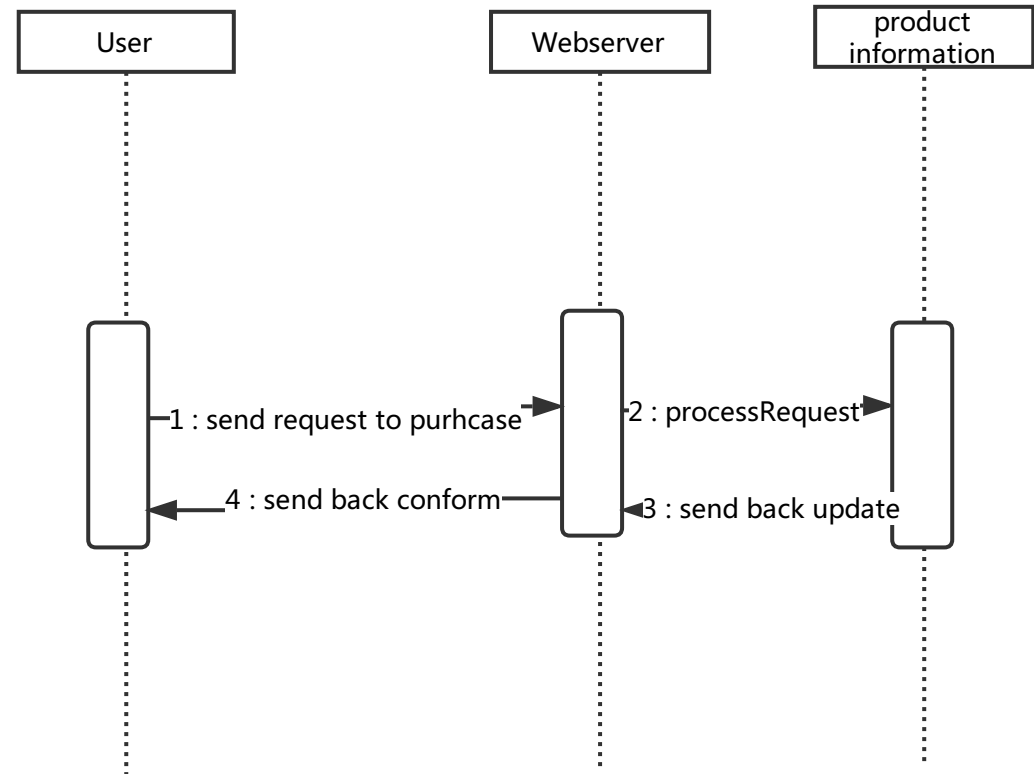 User
Webserver
product
information
1 : send request to purhcase
2 : processRequest
4 : send back conform
3 : send back update